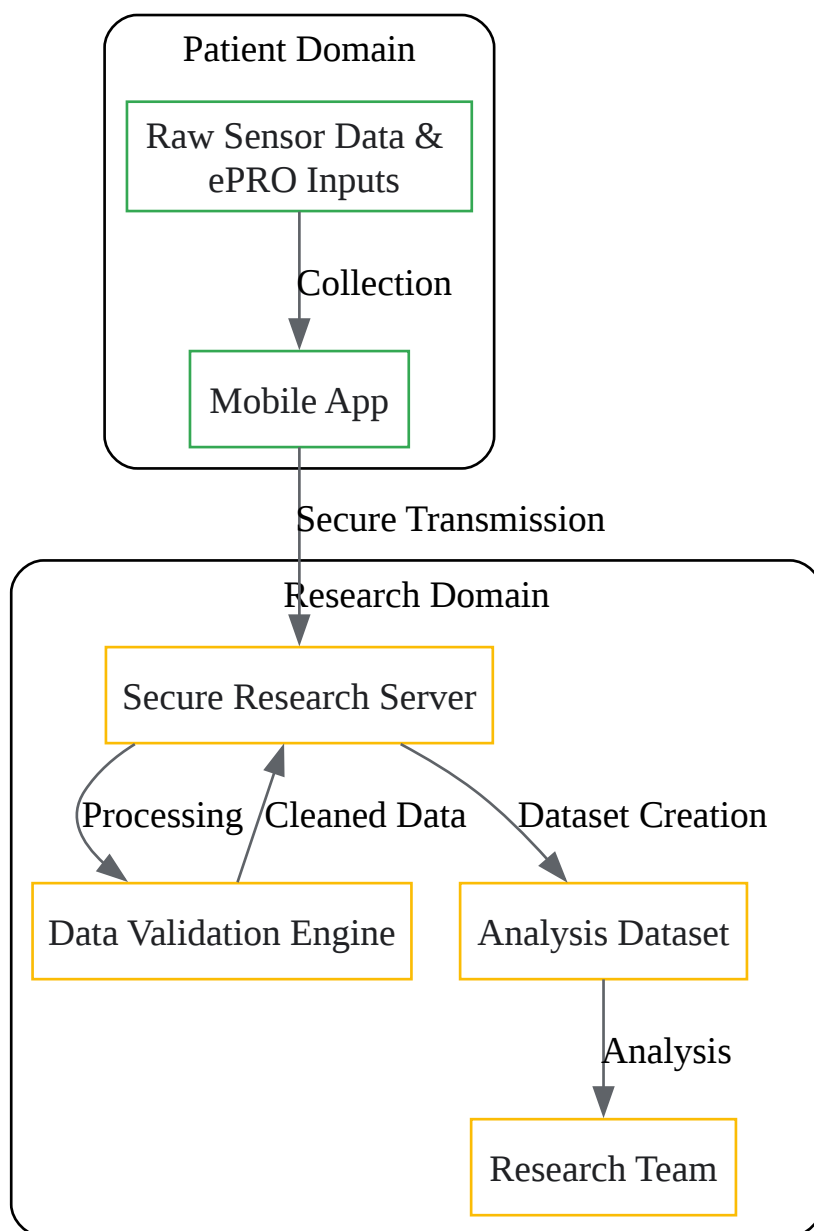 Patient Domain
Raw Sensor Data &
ePRO Inputs
Collection
Mobile App
Secure Transmission
Research Domain
Secure Research Server
Processing
Cleaned Data
Dataset Creation
Data Validation Engine
Analysis Dataset
Analysis
Research Team